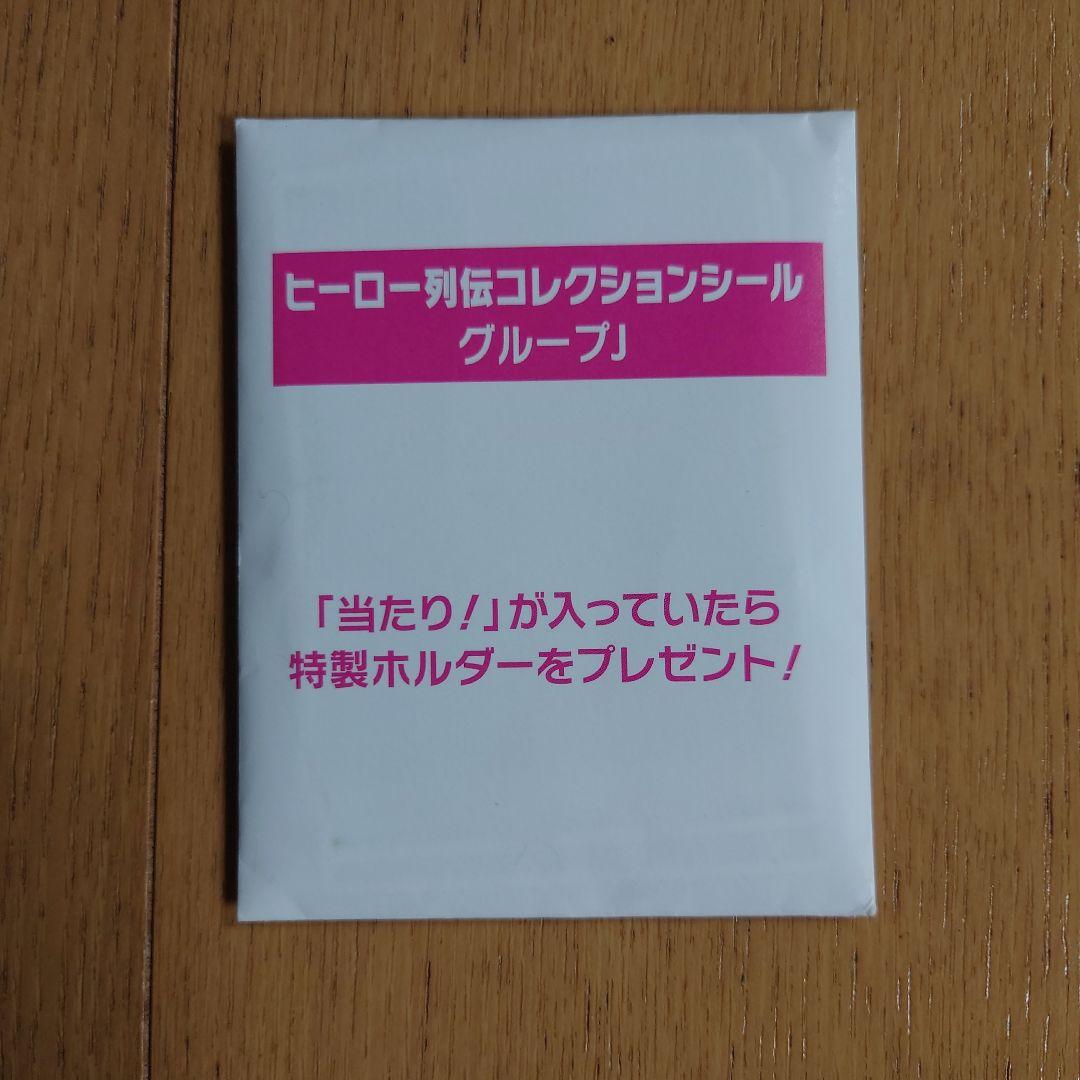 ヒーロー列伝コレクションシール
グループJ
「当たり!」が入っていたら
特製ホルダーをプレゼント!